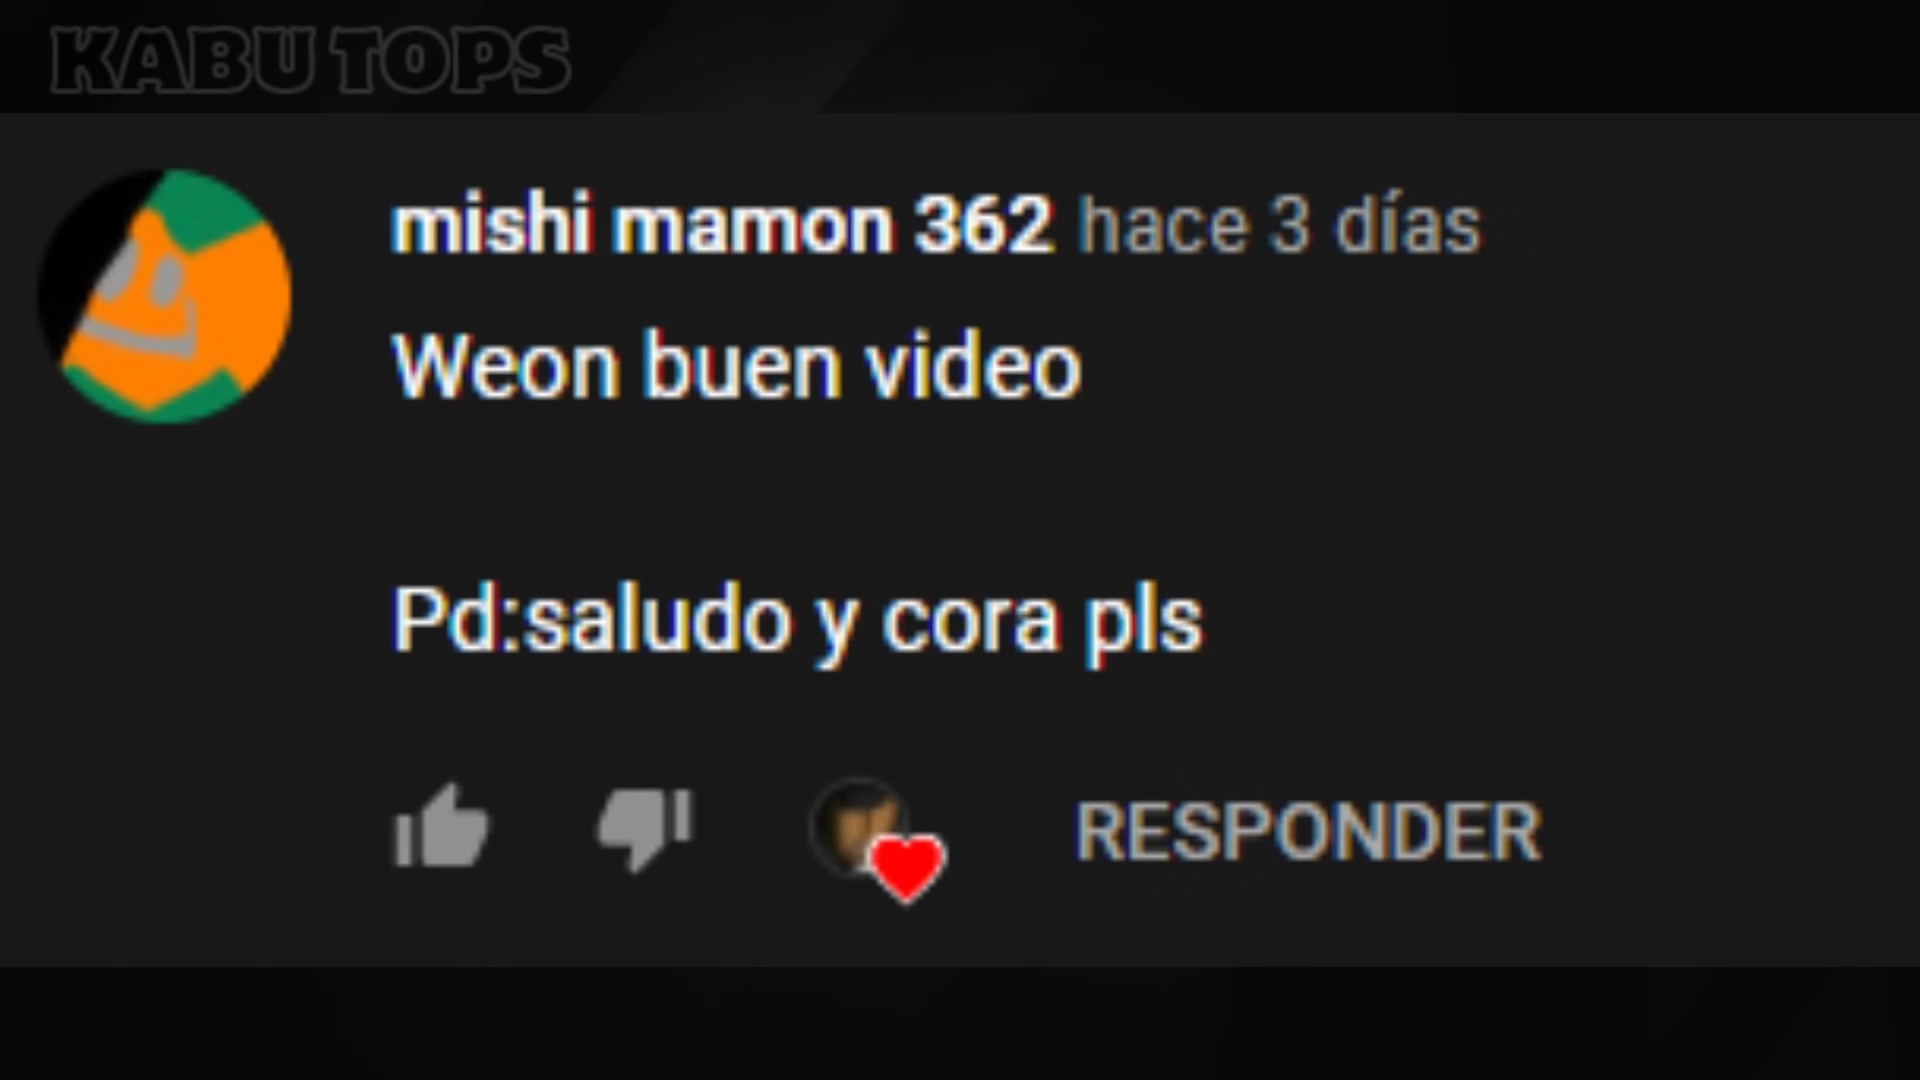 KABU TOPS
mishi mamon 362 hace 3 días
Weon buen video
Pd:saludo y cora pls
RESPONDER